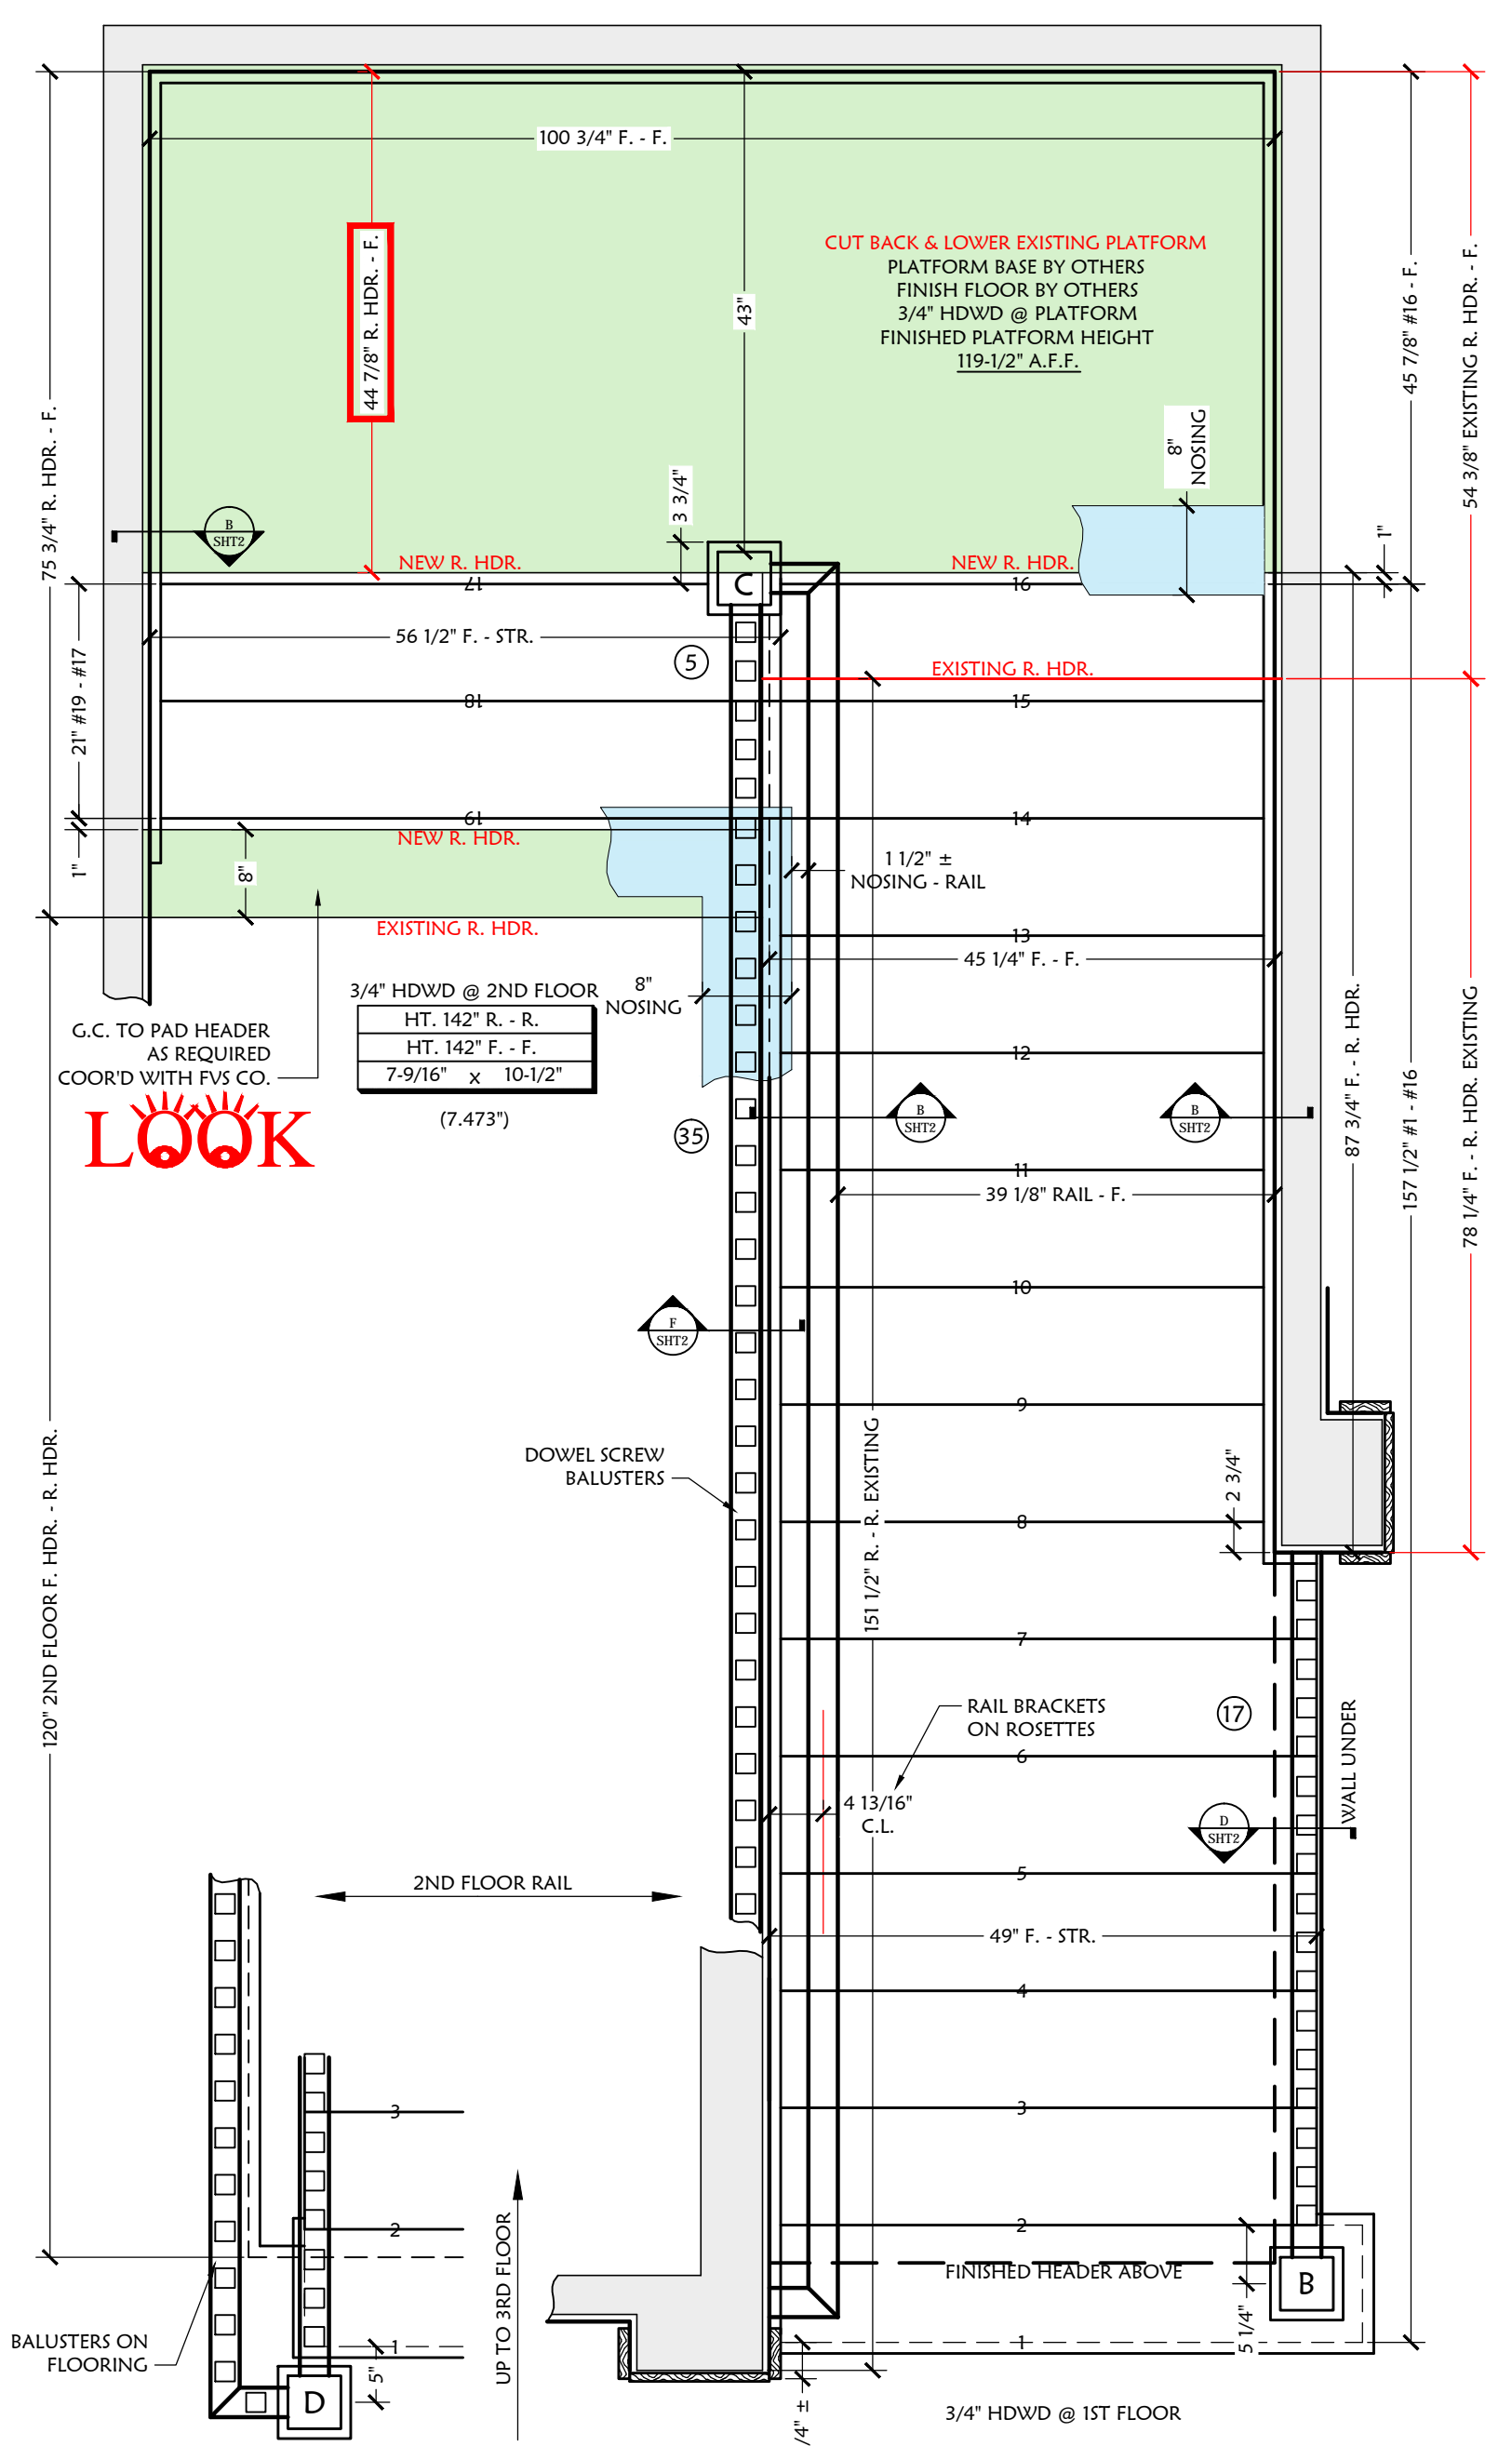 100 3/4" F. - F.
44 7/8" R. HDR. - F.
43"
CUT BACK & LOWER EXISTING PLATFORM
PLATFORM BASE BY OTHERS
FINISH FLOOR BY OTHERS
3/4" HDWD @ PLATFORM
FINISHED PLATFORM HEIGHT
119-1/2" A.F.F.
75 3/4" R. HDR. - F.
45 7/8" #16 - F.
54 3/8" EXISTING R. HDR. - F.
8"
NOSING
3 3/4"
1"
B
SHT2
NEW R. HDR.
NEW R. HDR.
17
C
16
56 1/2" F. - STR.
5
EXISTING R. HDR.
21" #19 - #17
18
15
19
14
NEW R. HDR.
1"
8"
1 1/2" ±
NOSING - RAIL
EXISTING R. HDR.
13
45 1/4" F. - F.
3/4" HDWD @ 2ND FLOOR
HT. 142" R. - R.
HT. 142" F. - F.
7-9/16" x 10-1/2"
(7.473")
8"
NOSING
G.C. TO PAD HEADER
AS REQUIRED
COOR'D WITH FVS CO.
LOOK
12
35
B
SHT2
B
SHT2
87 3/4" F. - R. HDR.
157 1/2" #1 - #16
78 1/4" F. - R. HDR. EXISTING
11
39 1/8" RAIL - F.
10
F
SHT2
9
DOWEL SCREW
BALUSTERS
151 1/2" R. - R. EXISTING
2 3/4"
8
120" 2ND FLOOR F. HDR. - R. HDR.
7
RAIL BRACKETS
ON ROSETTES
17
WALL UNDER
6
4 13/16"
C.L.
D
SHT2
5
2ND FLOOR RAIL
49" F. - STR.
4
3
3
2
2
UP TO 3RD FLOOR
FINISHED HEADER ABOVE
B
5 1/4"
BALUSTERS ON
FLOORING
1
1
5"
D
/4" ±
3/4" HDWD @ 1ST FLOOR